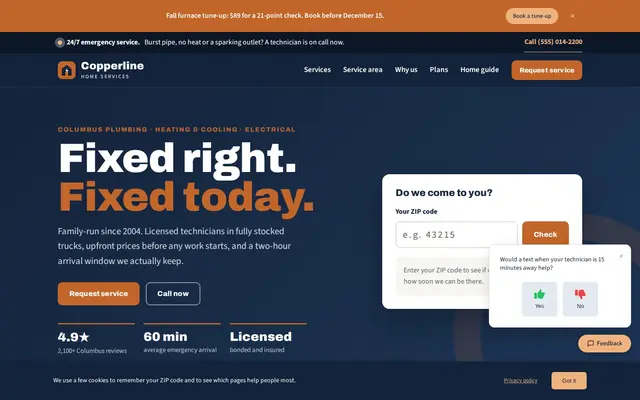 Fall furnace tune-up: $89 for a 21-point check. Book before December 15.
Book a tune-up
×
24/7 emergency service. Burst pipe, no heat or a sparking outlet? A technician is on call now.
Call (555) 014-2200
Copperline
HOME SERVICES
Services
Service area
Why us
Plans
Home guide
Request service
COLUMBUS PLUMBING · HEATING & COOLING · ELECTRICAL
Fixed right.
Fixed today.
Family-run since 2004. Licensed technicians in fully stocked
trucks, upfront prices before any work starts, and a two-hour
arrival window we actually keep.
Request service
Call now
4.9★
2,100+ Columbus reviews
60 min
average emergency arrival
Licensed
bonded and insured
Do we come to you?
Your ZIP code
e.g. 43215
Check
Enter your ZIP code to see if
how soon we can be there.
Would a text when your technician is 15
minutes away help?
×
Yes
No
Feedback
We use a few cookies to remember your ZIP code and to see which pages help people most.
Privacy policy
Got it